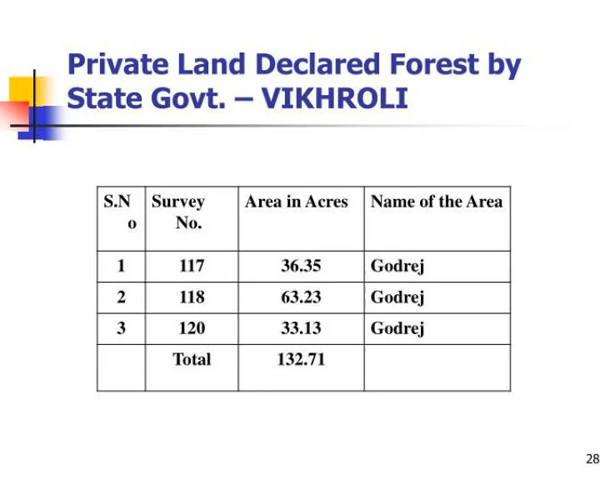 Private Land Declared Forest by
State Govt. – VIKHROLI
S.N
o
Survey
No.
Area in Acres
Name of the Area
1 117 36.35 Godrej
2 118 63.23 Godrej
3 120 33.13 Godrej
Total 132.71
28